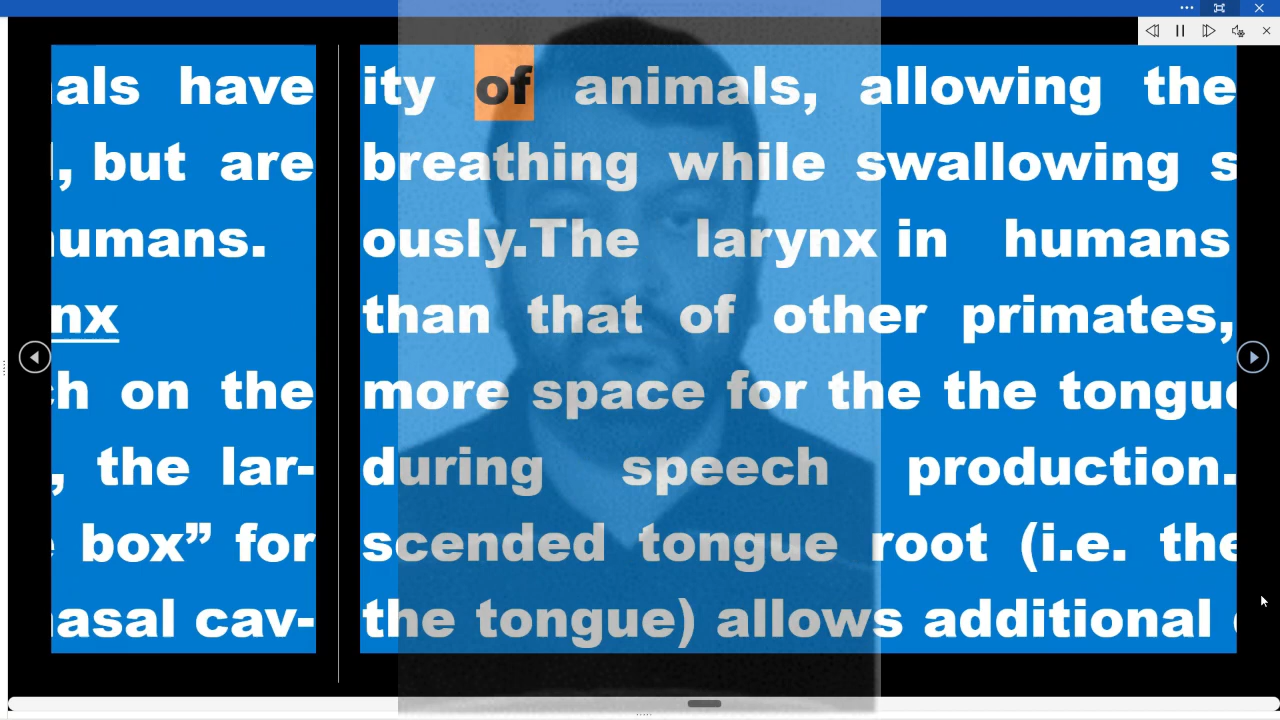 als have
, but are
umans.
nx
h on the
, the lar-
box” for
asal cav-
ity of animals, allowing the
breathing while swallowing s
ously.The larynx in humans
than that of other primates,
more space for the the tongue
during speech production.
scended tongue root (i.e. the
the tongue) allows additional